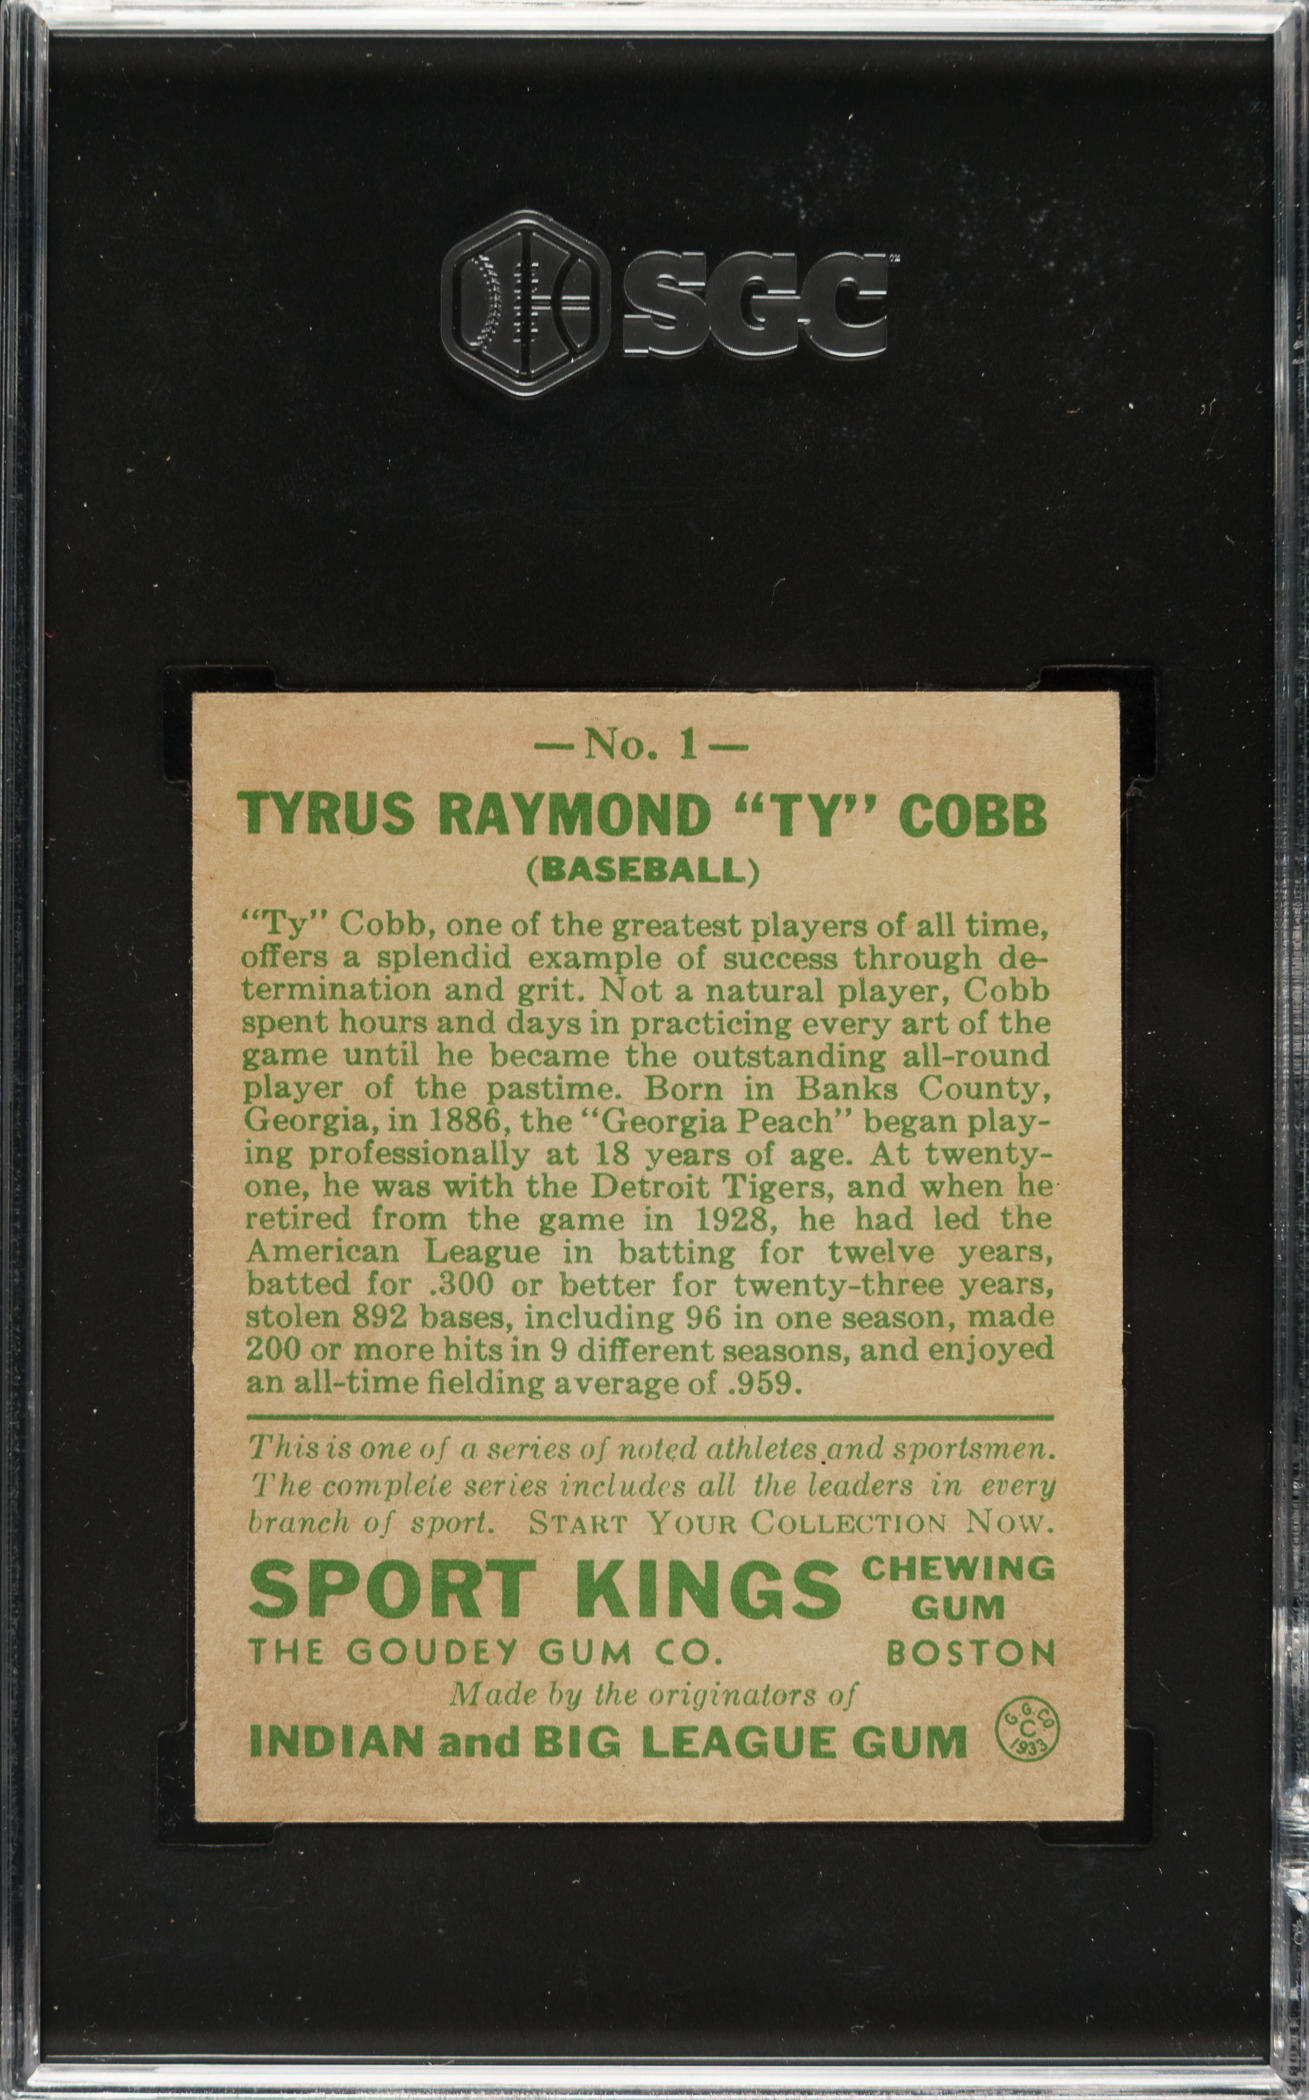 SGC
—No. 1—
TYRUS RAYMOND “TY” COBB
(BASEBALL)
“Ty” Cobb, one of the greatest players of all time,
offers a splendid example of success through de-
termination and grit. Not a natural player, Cobb
spent hours and days in practicing every art of the
game until he became the outstanding all-round
player of the pastime. Born in Banks County,
Georgia, in 1886, the “Georgia Peach” began play-
ing professionally at 18 years of age. At twenty-
one, he was with the Detroit Tigers, and when he
retired from the game in 1928, he had led the
American League in batting for twelve years,
batted for .300 or better for twenty-three years,
stolen 892 bases, including 96 in one season, made
200 or more hits in 9 different seasons, and enjoyed
an all-time fielding average of .959.
This is one of a series of noted athletes and sportsmen.
The complete series includes all the leaders in every
branch of sport. START YOUR COLLECTION NOW.
SPORT KINGS CHEWING GUM
THE GOUDEY GUM CO. BOSTON
Made by the originators of
INDIAN and BIG LEAGUE GUM
G.G.CO
C
1933